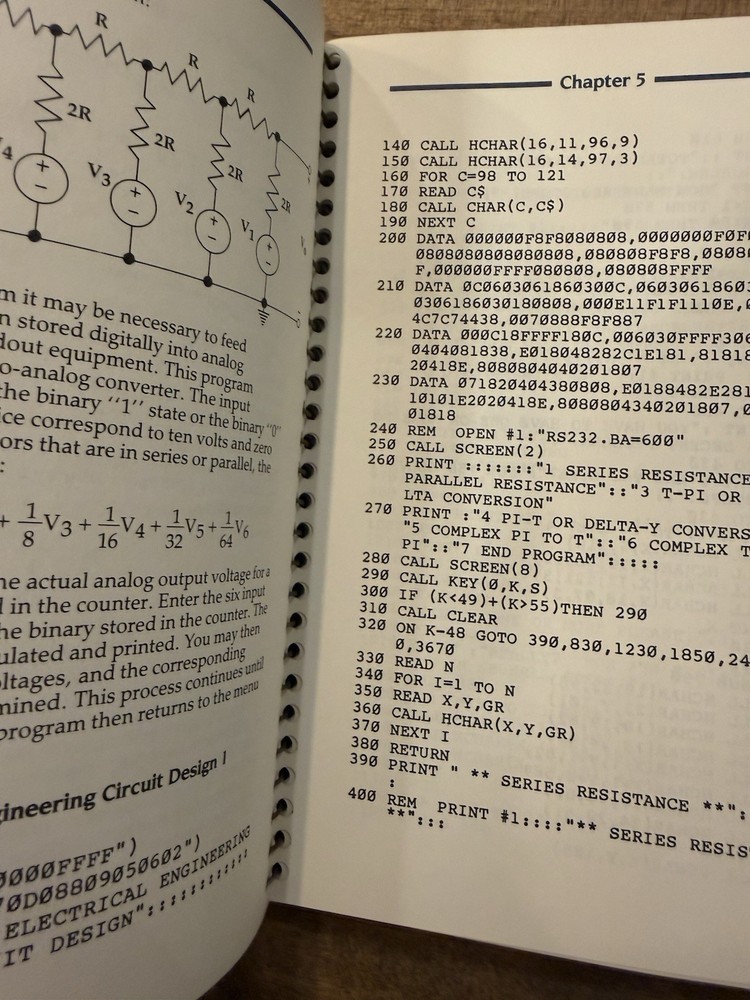 R
R
R
2R
2R
2R
2R
V3
V2
V1
+
−
+
−
+
−
+
−
m it may be necessary to feed
n stored digitally into analog
dout equipment. This program
o-analog converter. The input
the binary "1" state or the binary "0"
ice correspond to ten volts and zero
ors that are in series or parallel, the
:
+ 1/8 V3 + 1/16 V4 + 1/32 V5 + 1/64 V6
he actual analog output voltage for a
d in the counter. Enter the six input
he binary stored in the counter. The
ulated and printed. You may then
oltages, and the corresponding
mined. This process continues until
program then returns to the menu
gineering Circuit Design I
0000FFFF")
70D08809050602")
ELECTRICAL ENGINEERING
IT DESIGN"::::::::::::
Chapter 5
140 CALL HCHAR(16,11,96,9)
150 CALL HCHAR(16,14,97,3)
160 FOR C=98 TO 121
170 READ C$
180 CALL CHAR(C,C$)
190 NEXT C
200 DATA 000000F8F8080808,0000000F0F0
0808080808080808,080808F8F8,08080
F,000000FFFF080808,080808FFFF
210 DATA 0C0603061860300C,0603061860
0306186030180808,000E11F1F1110E,
4C7C74438,0070888F8F887
220 DATA 000C18FFFF180C,006030FFFF306
0404081838,E018048282C1E181,81818
20418E,8080804040201807
230 DATA 071820404380808,E0188482E281
10101E2020418E,8080804340201807,0
01818
240 REM  OPEN #1:"RS232.BA=600"
250 CALL SCREEN(2)
260 PRINT :::::::"1 SERIES RESISTANCE
PARALLEL RESISTANCE"::"3 T-PI OR
LTA CONVERSION"
270 PRINT :"4 PI-T OR DELTA-Y CONVERS
"5 COMPLEX PI TO T"::"6 COMPLEX T
PI"::"7 END PROGRAM":::::
280 CALL SCREEN(8)
290 CALL KEY(0,K,S)
300 IF (K<49)+(K>55)THEN 290
310 CALL CLEAR
320 ON K-48 GOTO 390,830,1230,1850,24
0,3670
330 READ N
340 FOR I=1 TO N
350 READ X,Y,GR
360 CALL HCHAR(X,Y,GR)
370 NEXT I
380 RETURN
390 PRINT " ** SERIES RESISTANCE **":
:
400 REM  PRINT #1::::"** SERIES RESIS
**":::